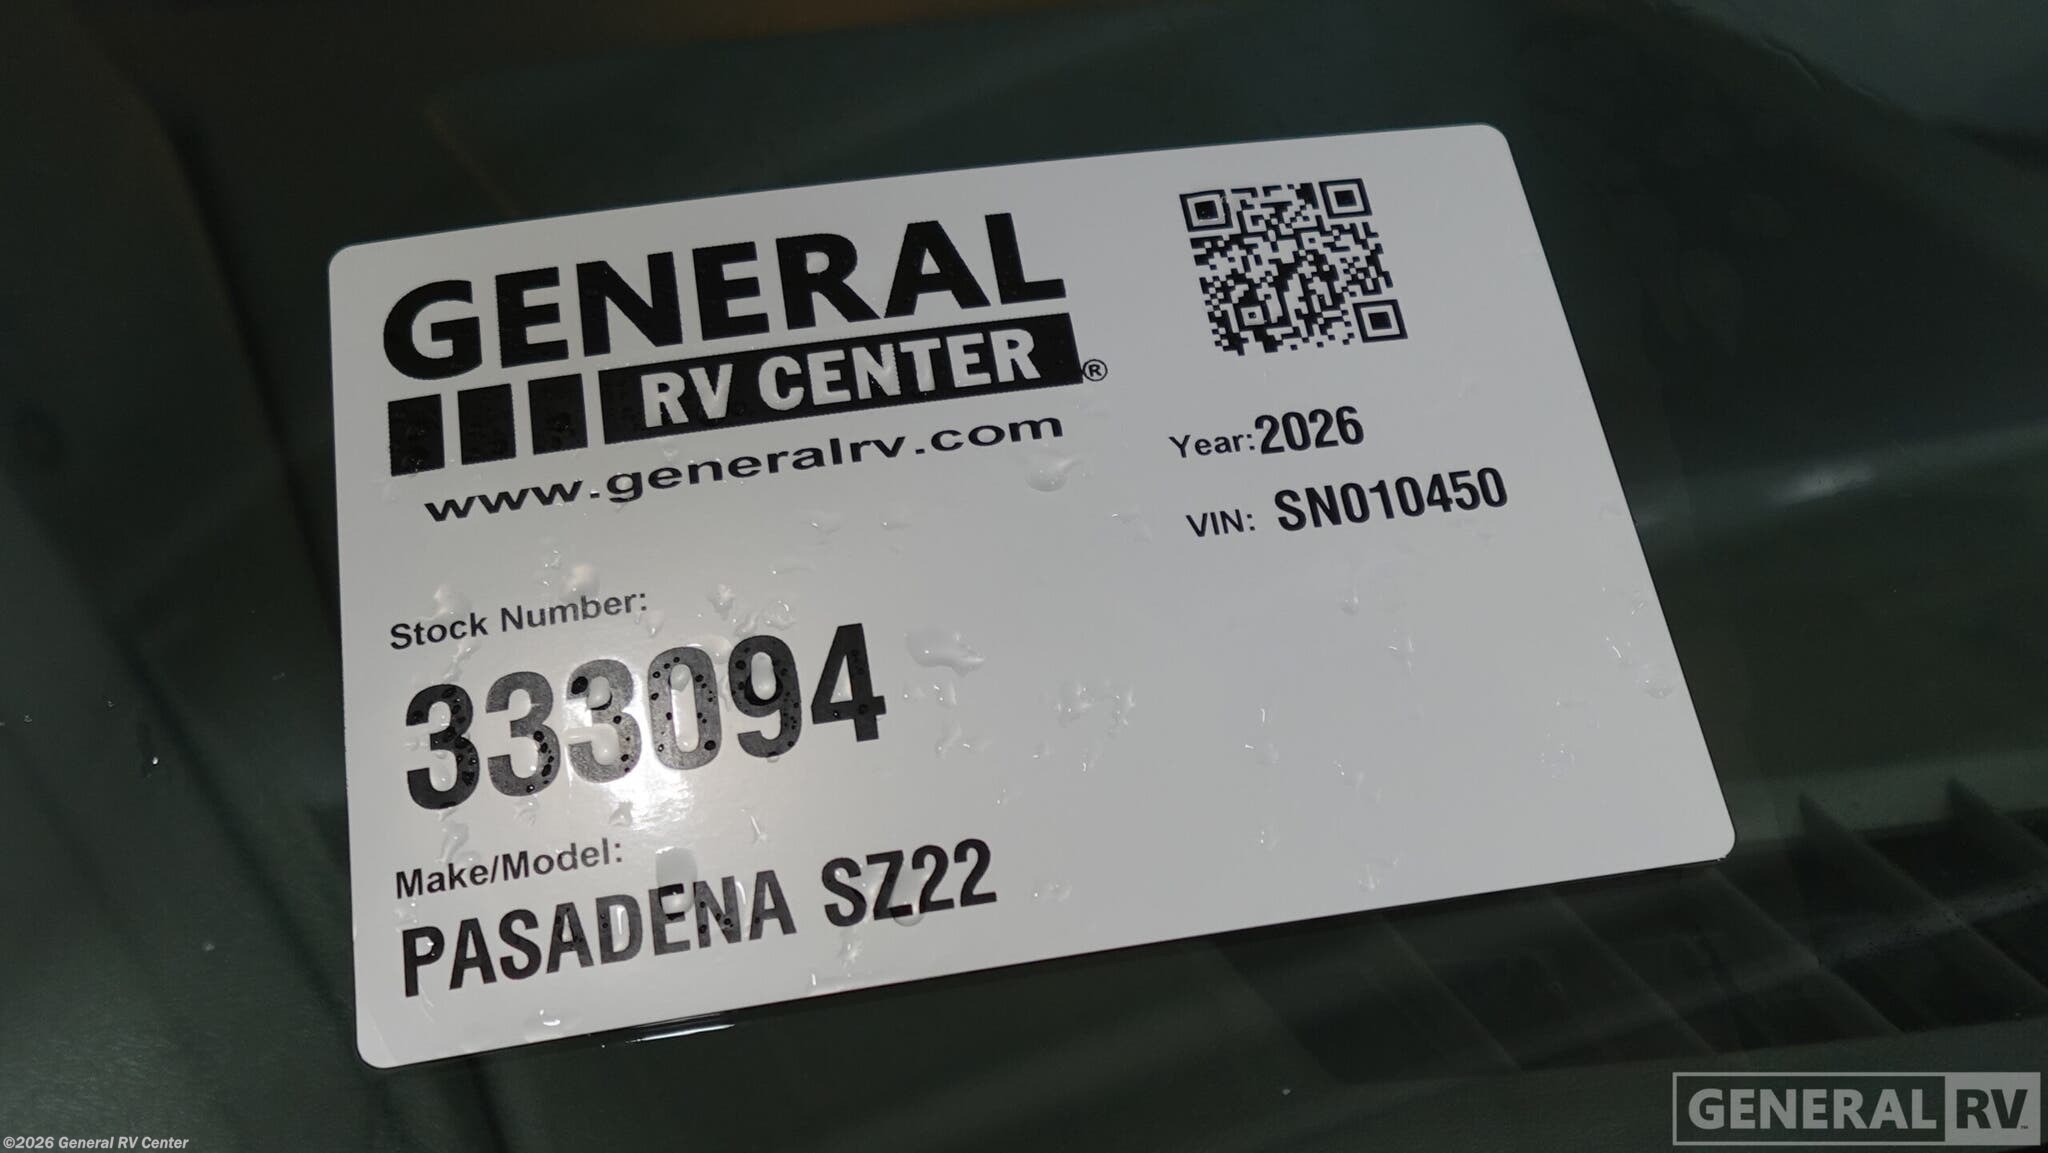 GENERAL
RV CENTER®
www.generalrv.com
Year:2026
VIN: SN010450
Stock Number:
333094
Make/Model:
PASADENA SZ22
©2026 General RV Center
GENERAL RV™